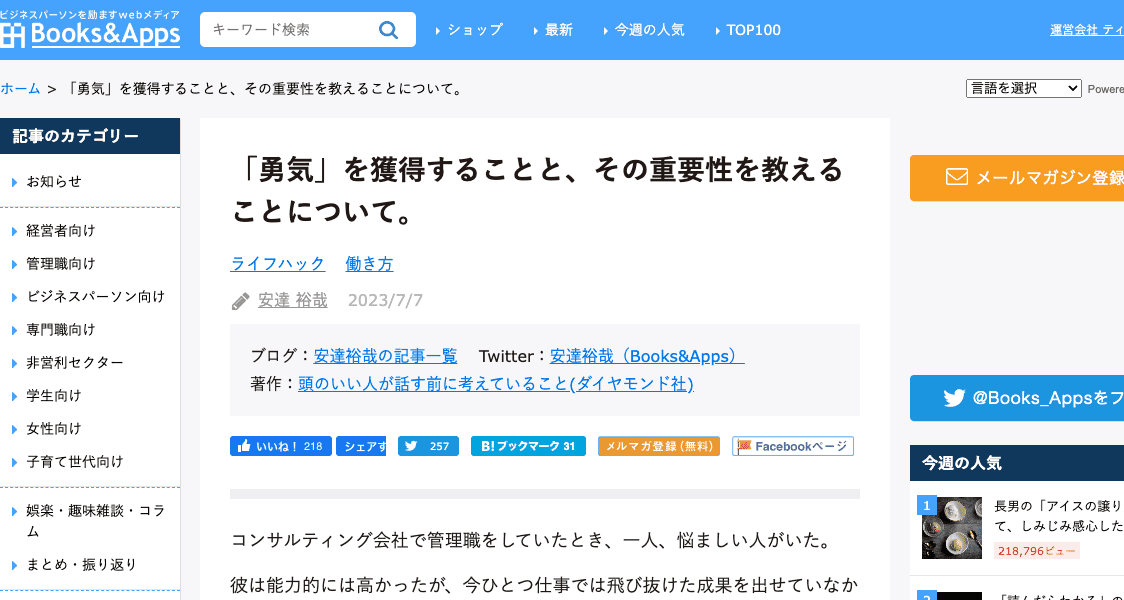 ビジネスパーソンを励ますwebメディア
Books&Apps
キーワード検索
ショップ
最新
今週の人気
TOP100
運営会社 ティ
ホーム > 「勇気」を獲得することと、その重要性を教えることについて。
言語を選択
Powere
記事のカテゴリー
お知らせ
経営者向け
管理職向け
ビジネスパーソン向け
専門職向け
非営利セクター
学生向け
女性向け
子育て世代向け
娯楽・趣味雑談・コラ
ム
まとめ・振り返り
「勇気」を獲得することと、その重要性を教える
ことについて。
ライフハック 働き方
安達 裕哉 2023/7/7
ブログ：安達裕哉の記事一覧 Twitter：安達裕哉（Books&Apps）
著作：頭のいい人が話す前に考えていること(ダイヤモンド社)
いいね！ 218
シェアす
257
B!ブックマーク 31
メルマガ登録(無料)
Facebookページ
コンサルティング会社で管理職をしていたとき、一人、悩ましい人がいた。
彼は能力的には高かったが、今ひとつ仕事では飛び抜けた成果を出せていなか
メールマガジン登録
@Books_Appsをフ
今週の人気
1
長男の「アイスの譲り
て、しみじみ感心した
218,796ビュー
2